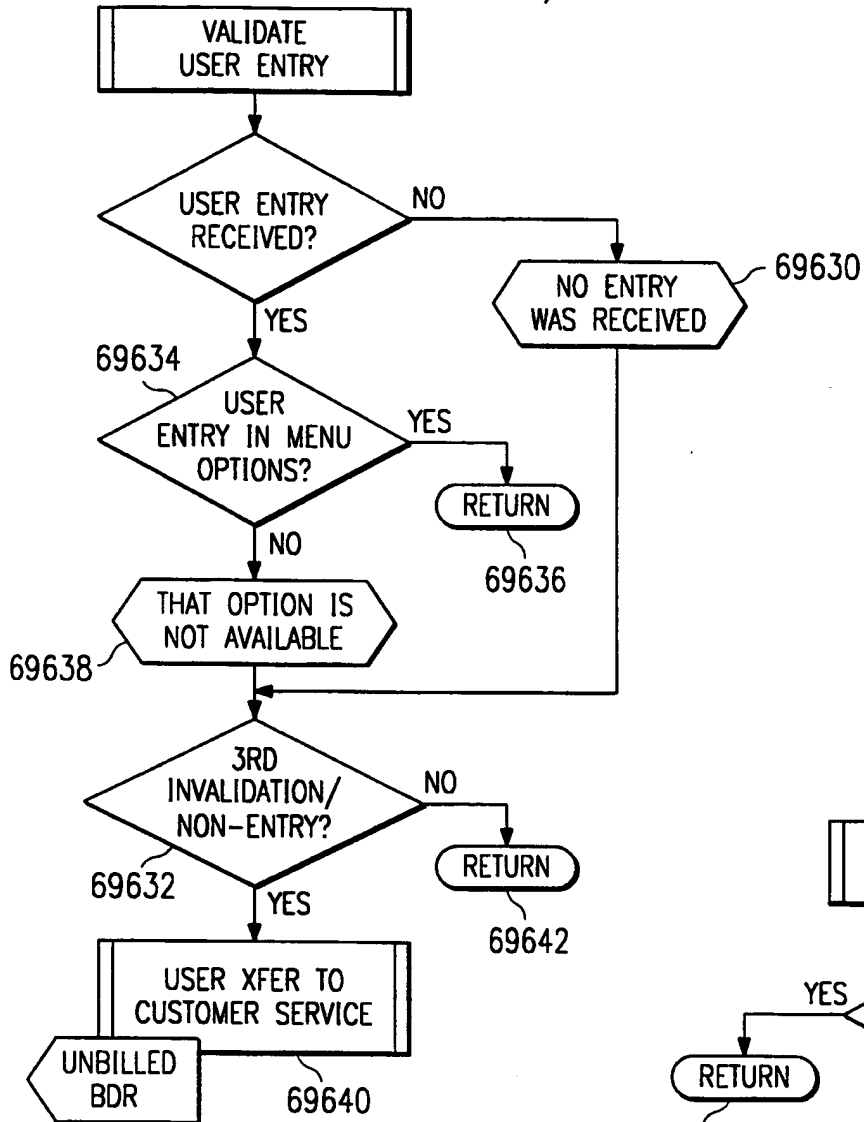 VALIDATE
USER ENTRY
USER ENTRY
RECEIVED?
NO
YES
NO ENTRY
WAS RECEIVED
69630
69634
USER
ENTRY IN MENU
OPTIONS?
YES
RETURN
69636
NO
THAT OPTION IS
NOT AVAILABLE
69638
3RD
INVALIDATION/
NON-ENTRY?
NO
RETURN
69642
69632
YES
USER XFER TO
CUSTOMER SERVICE
UNBILLED
BDR
69640
YES
RETURN